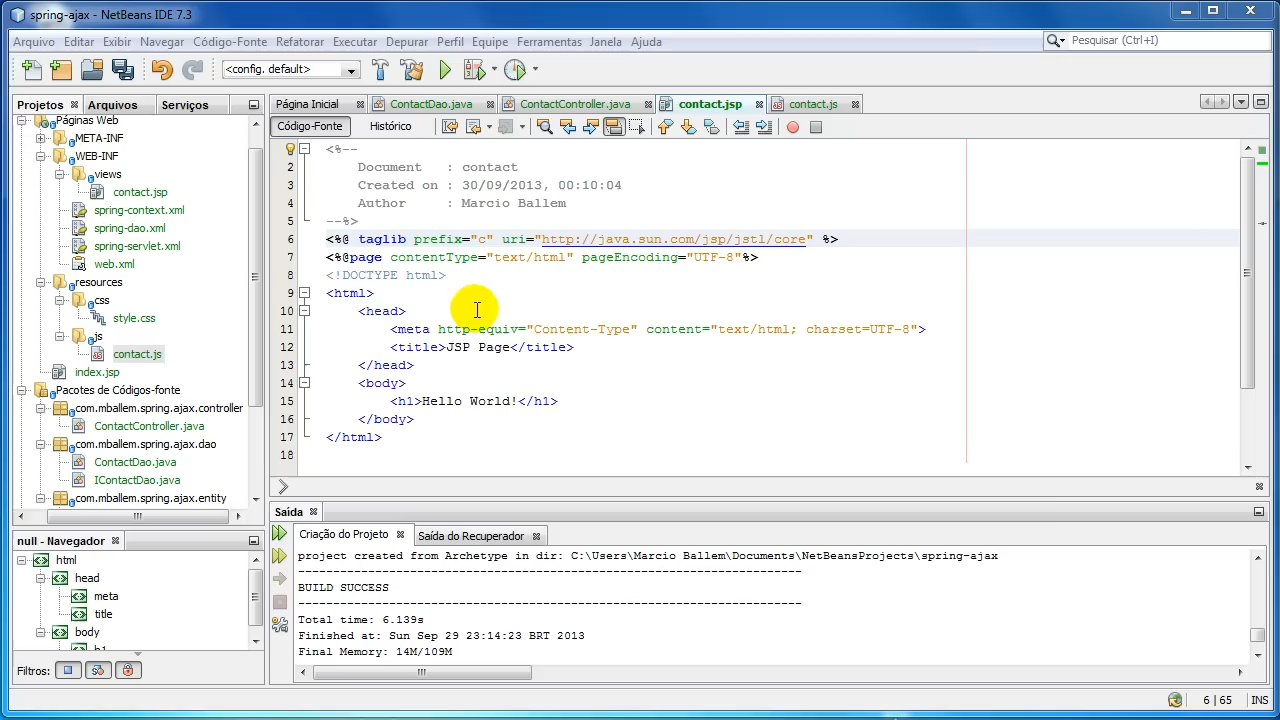 spring-ajax - NetBeans IDE 7.3
Arquivo Editar Exibir Navegar Código-Fonte Refatorar Executar Depurar Perfil Equipe Ferramentas Janela Ajuda
Pesquisar (Ctrl+I)
<config. default>
Projetos Arquivos Serviços
Página Inicial ContactDao.java ContactController.java contact.jsp contact.js
Código-Fonte Histórico
Páginas Web
META-INF
WEB-INF
views
contact.jsp
spring-context.xml
spring-dao.xml
spring-servlet.xml
web.xml
resources
css
style.css
js
contact.js
index.jsp
Pacotes de Códigos-fonte
com.mballem.spring.ajax.controller
ContactController.java
com.mballem.spring.ajax.dao
ContactDao.java
IContactDao.java
com.mballem.spring.ajax.entity
<%--
2 Document : contact
3 Created on : 30/09/2013, 00:10:04
4 Author : Marcio Ballem
5 --%>
6 <%@ taglib prefix="c" uri="http://java.sun.com/jsp/jstl/core" %>
7 <%@page contentType="text/html" pageEncoding="UTF-8"%>
8 <!DOCTYPE html>
9 <html>
10 <head>
11 <meta http-equiv="Content-Type" content="text/html; charset=UTF-8">
12 <title>JSP Page</title>
13 </head>
14 <body>
15 <h1>Hello World!</h1>
16 </body>
17 </html>
18
null - Navegador
html
head
meta
title
body
h1
Filtros:
Saída
Criação do Projeto Saída do Recuperador
project created from Archetype in dir: C:\Users\Marcio Ballem\Documents\NetBeansProjects\spring-ajax
------------------------------------------------------------------------
BUILD SUCCESS
------------------------------------------------------------------------
Total time: 6.139s
Finished at: Sun Sep 29 23:14:23 BRT 2013
Final Memory: 14M/109M
6 | 65 INS